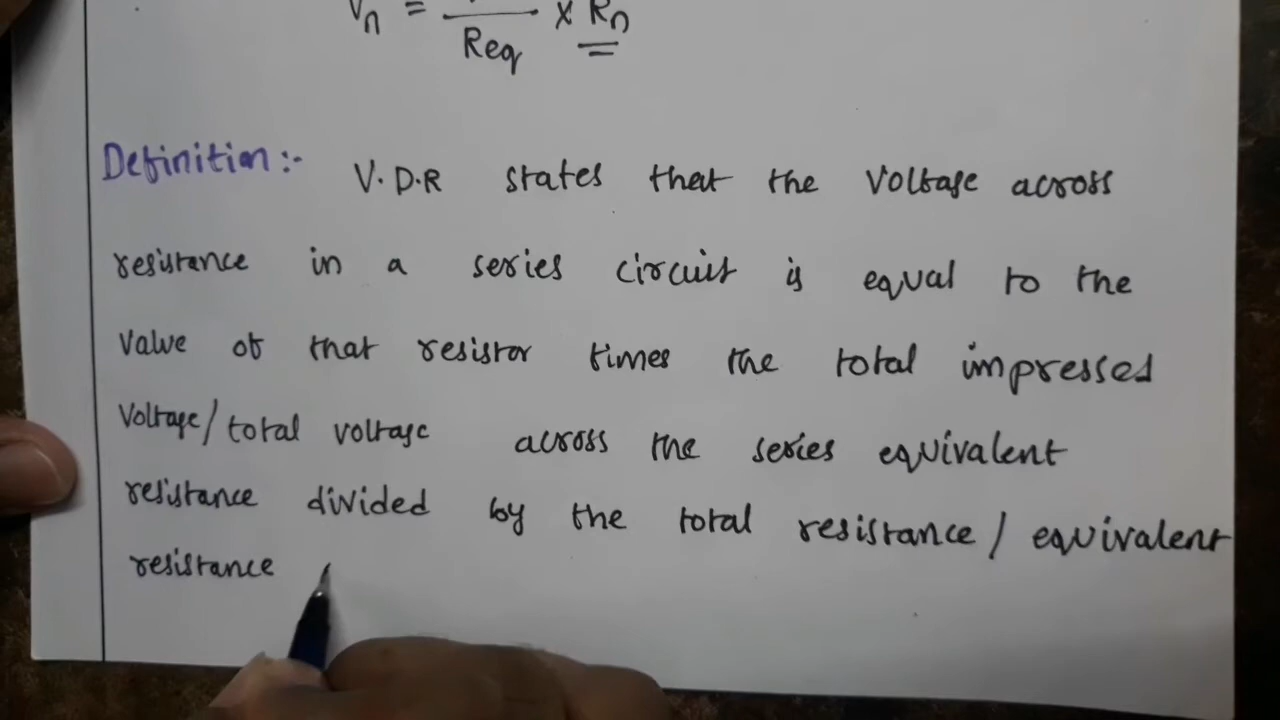 Vn = × Rn
Req
Definition :- V.D.R states that the Voltage across
resistance in a series circuit is equal to the
Value of that resistor times the total impressed
Voltage/total voltage across the series equivalent
resistance divided by the total resistance / equivalent
resistance